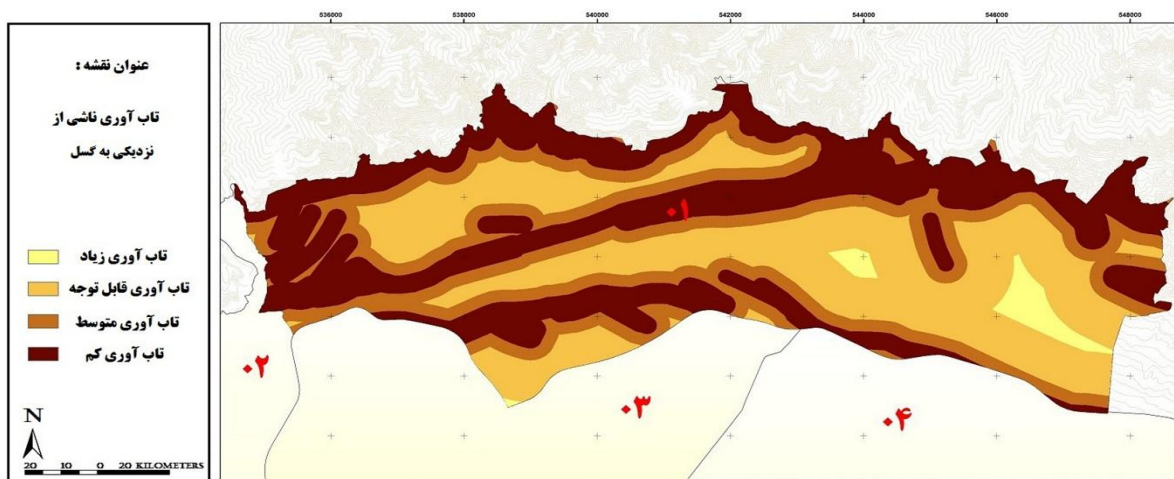 عنوان نقشه :
تاب آوری ناشی از
نزدیکی به گسل
تاب آوری زیاد
تاب آوری قابل توجه
تاب آوری متوسط
تاب آوری کم
N
20 10 0 20 KILOMETERS
536000 538000 540000 542000 544000 546000 548000
۰۱
۰۲
۰۳
۰۴